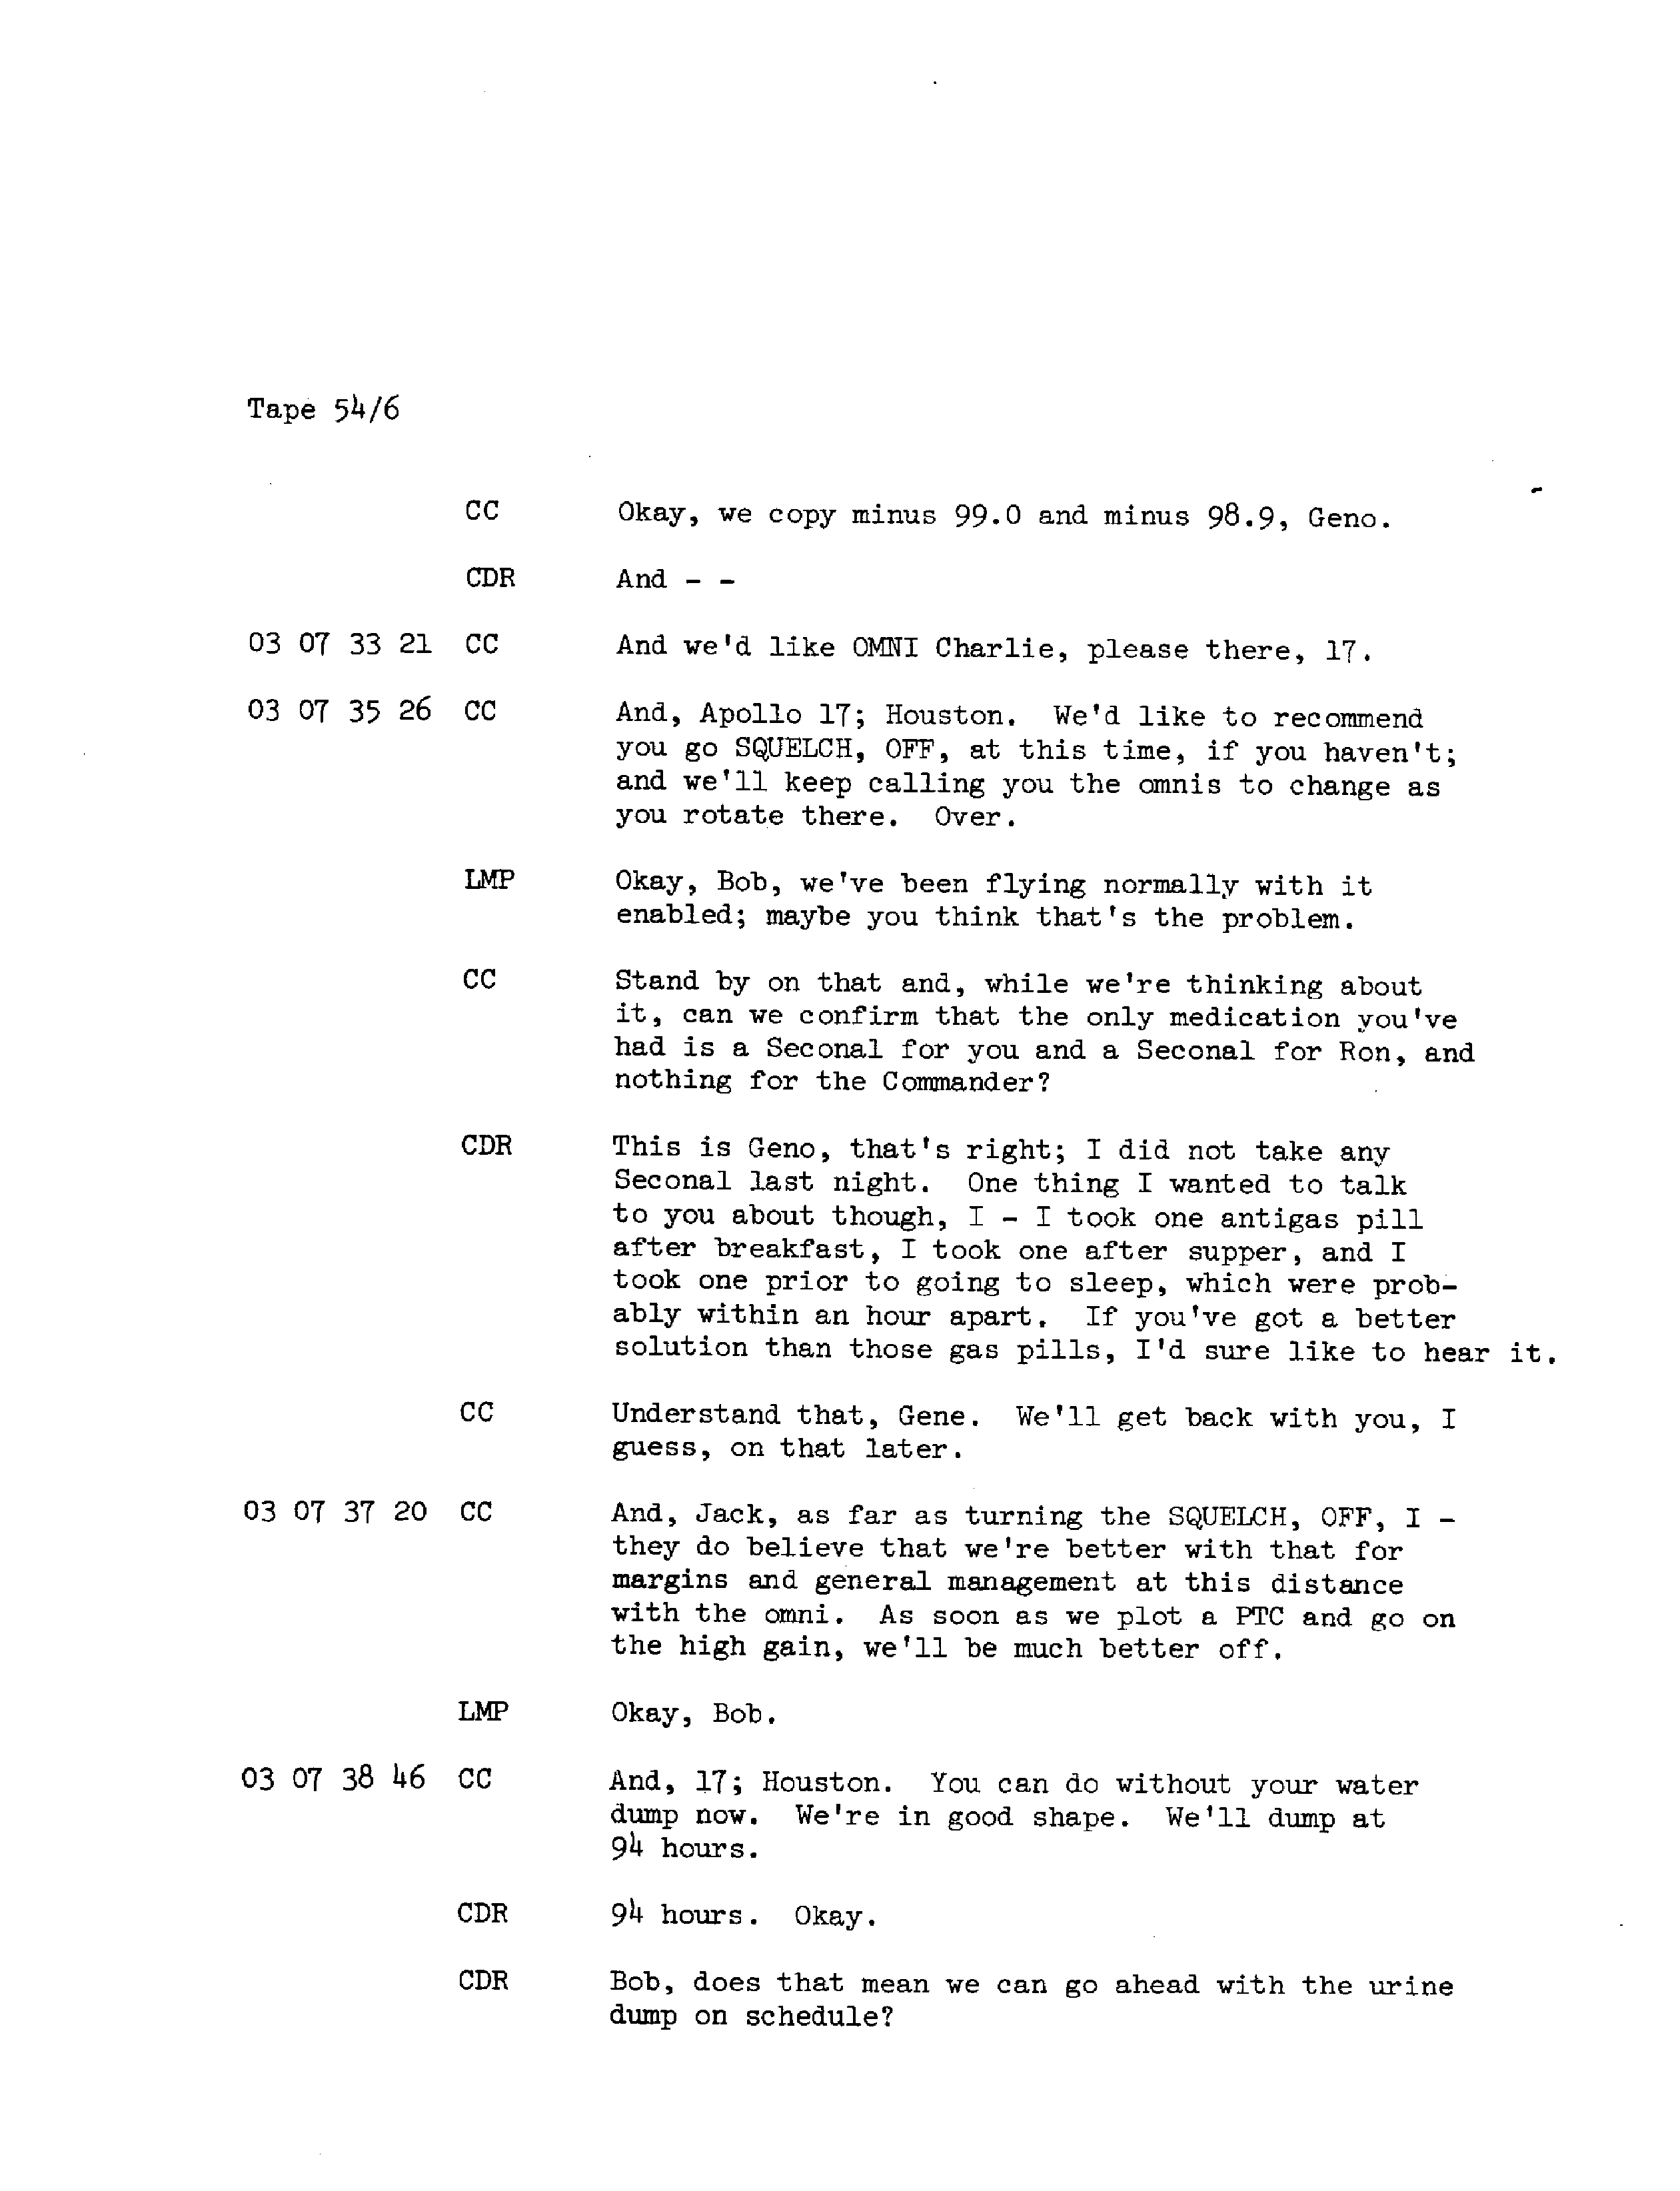 Tape 54/6
CC Okay, we copy minus 99.0 and minus 98.9, Geno.
CDR And - -
03 07 33 21 CC And we'd like OMNI Charlie, please there, 17.
03 07 35 26 CC And, Apollo 17; Houston. We'd like to recommend
you go SQUELCH, OFF, at this time, if you haven't;
and we'll keep calling you the omnis to change as
you rotate there. Over.
LMP Okay, Bob, we've been flying normally with it
enabled; maybe you think that's the problem.
CC Stand by on that and, while we're thinking about
it, can we confirm that the only medication you've
had is a Seconal for you and a Seconal for Ron, and
nothing for the Commander?
CDR This is Geno, that's right; I did not take any
Seconal last night. One thing I wanted to talk
to you about though, I - I took one antigas pill
after breakfast, I took one after supper, and I
took one prior to going to sleep, which were prob-
ably within an hour apart. If you've got a better
solution than those gas pills, I'd sure like to hear it.
CC Understand that, Gene. We'll get back with you, I
guess, on that later.
03 07 37 20 CC And, Jack, as far as turning the SQUELCH, OFF, I -
they do believe that we're better with that for
margins and general management at this distance
with the omni. As soon as we plot a PTC and go on
the high gain, we'll be much better off.
LMP Okay, Bob.
03 07 38 46 CC And, 17; Houston. You can do without your water
dump now. We're in good shape. We'll dump at
94 hours.
CDR 94 hours. Okay.
CDR Bob, does that mean we can go ahead with the urine
dump on schedule?